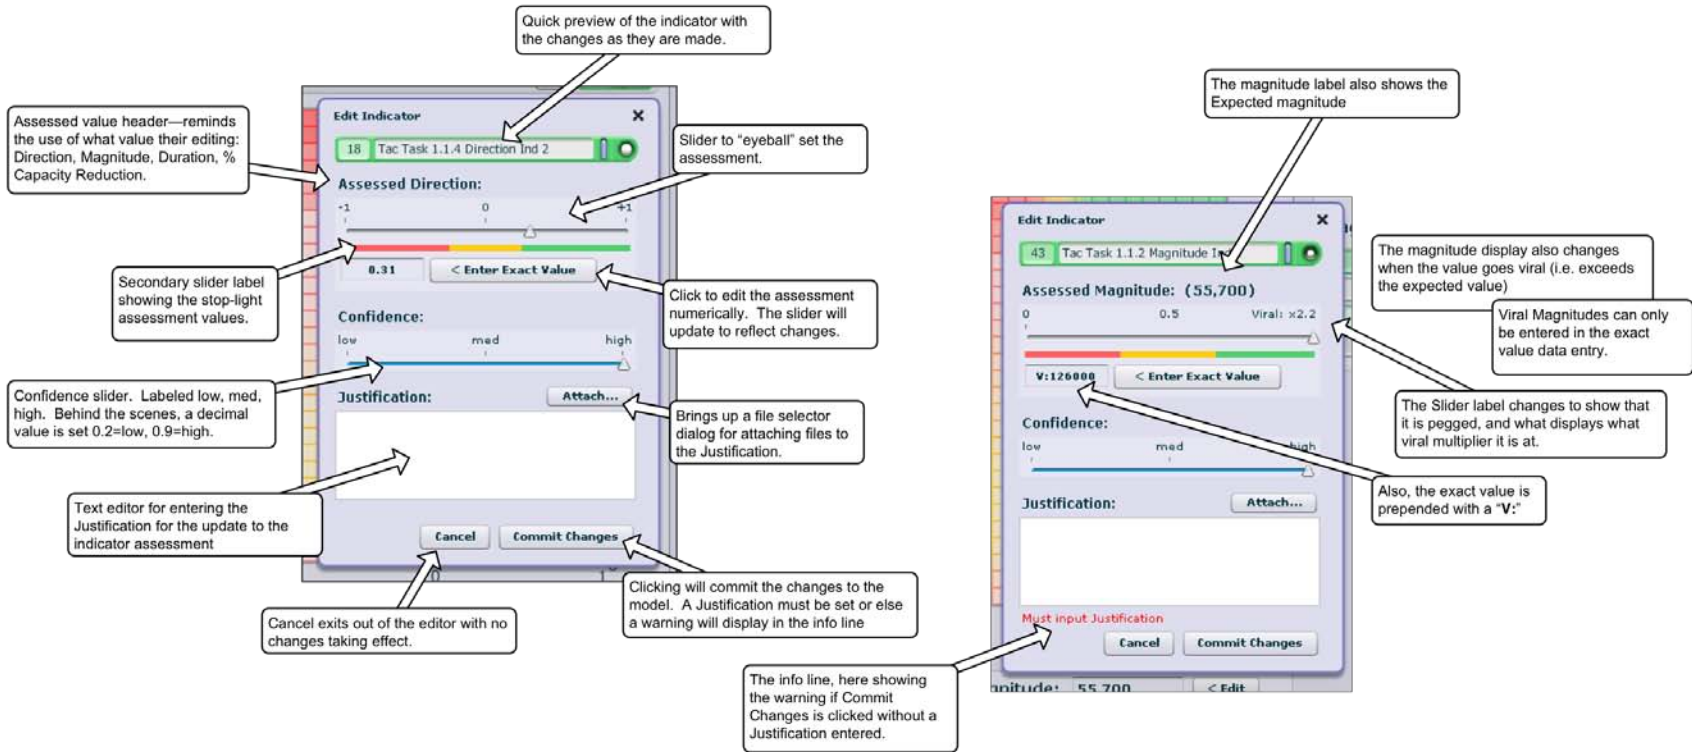 Quick preview of the indicator with
the changes as they are made.
Assessed value header—reminds
the use of what value their editing:
Direction, Magnitude, Duration, %
Capacity Reduction.
Edit Indicator
18
Tac Task 1.1.4 Direction Ind 2
Slider to “eyeball” set the
assessment.
Assessed Direction:
-1
0
+1
Secondary slider label
showing the stop-light
assessment values.
0.31
< Enter Exact Value
Click to edit the assessment
numerically. The slider will
update to reflect changes.
Confidence:
low
med
high
Confidence slider. Labeled low, med,
high. Behind the scenes, a decimal
value is set 0.2=low, 0.9=high.
Justification:
Attach...
Brings up a file selector
dialog for attaching files to
the Justification.
Text editor for entering the
Justification for the update to the
indicator assessment
Cancel
Commit Changes
0
1
Cancel exits out of the editor with no
changes taking effect.
Clicking will commit the changes to the
model. A Justification must be set or else
a warning will display in the info line
The magnitude label also shows the
Expected magnitude
Edit Indicator
43
Tac Task 1.1.2 Magnitude
Assessed Magnitude: (55,700)
0
0.5
Viral: x2.2
The magnitude display also changes
when the value goes viral (i.e. exceeds
the expected value)
Viral Magnitudes can only
be entered in the exact
value data entry.
V:126000
< Enter Exact Value
The Slider label changes to show that
it is pegged, and what displays what
viral multiplier it is at.
Confidence:
low
med
high
Also, the exact value is
prepended with a “V:”
Justification:
Attach...
Must input Justification
Cancel
Commit Changes
The info line, here showing
the warning if Commit
Changes is clicked without a
Justification entered.
nitude:
55,700
< Edit